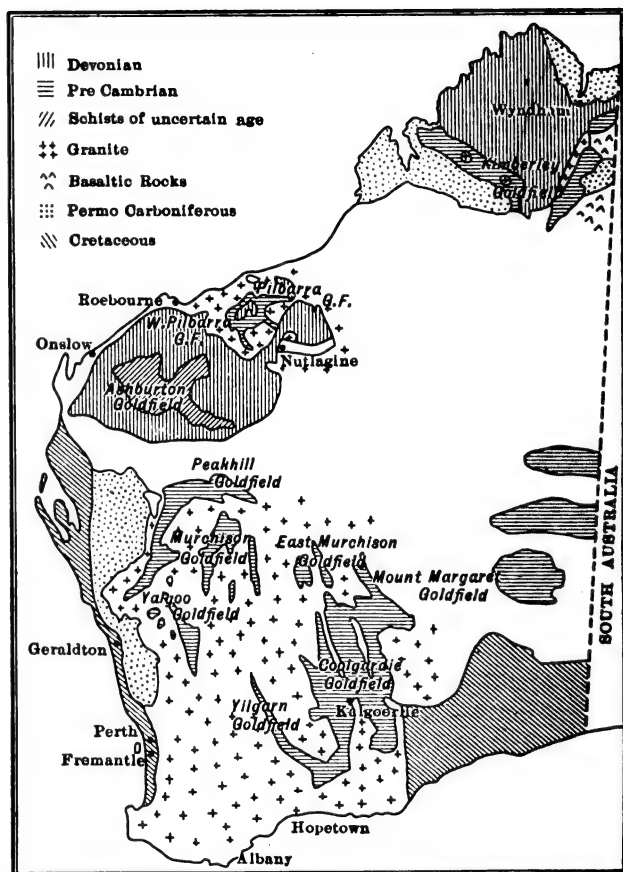 Devonian
Pre Cambrian
Schists of uncertain age
Granite
Basaltic Rocks
Permo Carboniferous
Cretaceous
Wyndham
Kimberley
Goldfield
Roebourne
Pilbarra
G.F.
W. Pilbarra
G.F.
Onslow
Nutlagine
Ashburton
Goldfield
Peakhill
Goldfield
Murchison
Goldfield
East Murchison
Goldfield
Mount Margaret
Goldfield
SOUTH AUSTRALIA
Yalgoo
Goldfield
Geraldton
Coolgardie
Goldfield
Yilgarn
Goldfield
Kalgoorlie
Perth
Fremantle
Hopetown
Albany